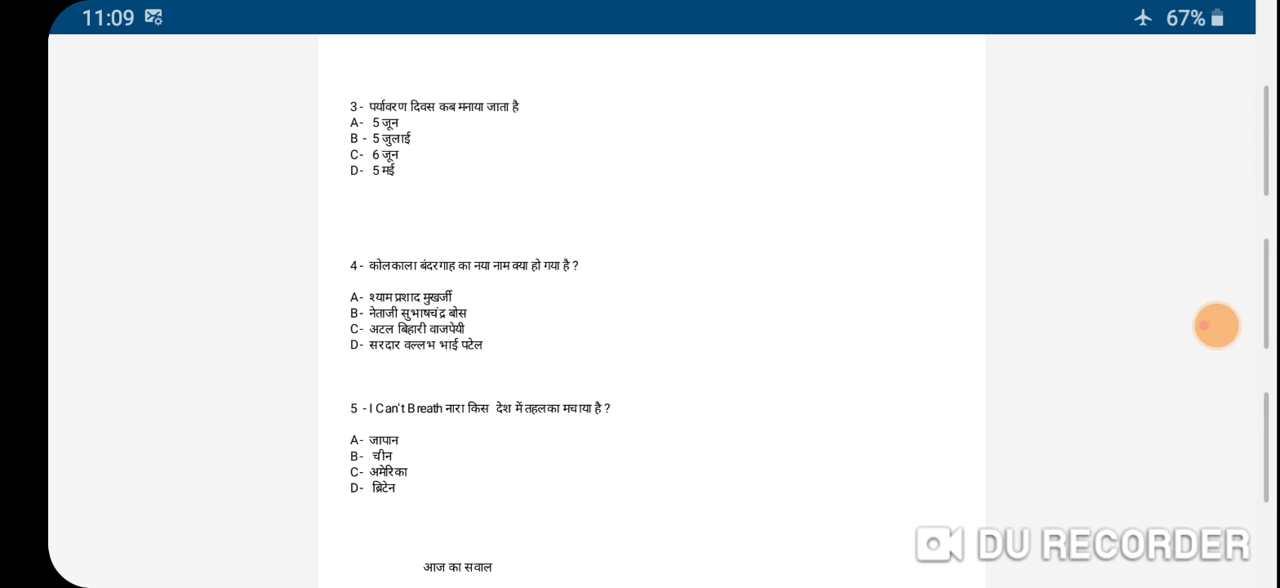 11:09
67%
3 - पर्यावरण दिवस कब मनाया जाता है
A - 5 जून
B - 5 जुलाई
C - 6 जून
D - 5 मई
4 - कोलकाला बंदरगाह का नया नाम क्या हो गया है ?
A - श्याम प्रशाद मुखर्जी
B - नेताजी सुभाषचंद्र बोस
C - अटल बिहारी वाजपेयी
D - सरदार वल्लभ भाई पटेल
5 - I Can't Breath नारा किस देश में तहलका मचाया है ?
A - जापान
B - चीन
C - अमेरिका
D - ब्रिटेन
DU RECORDER
आज का सवाल